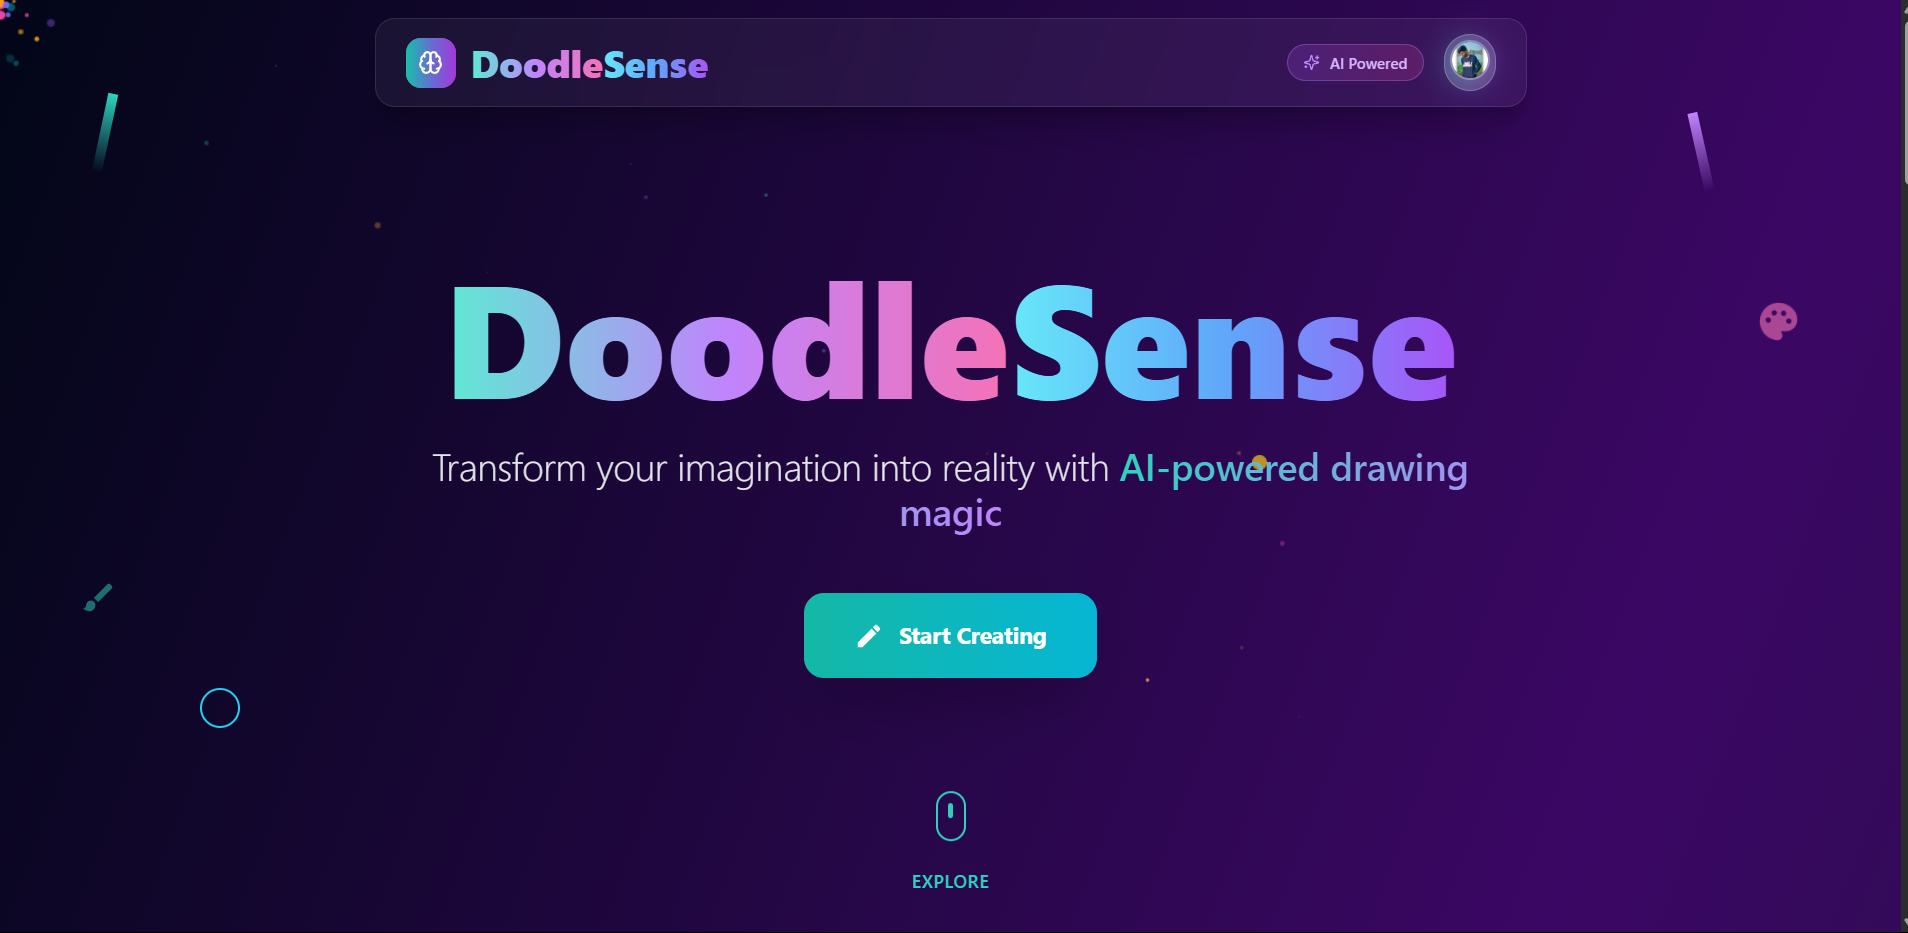 DoodleSense
AI Powered
DoodleSense
Transform your imagination into reality with AI-powered drawing
magic
Start Creating
EXPLORE